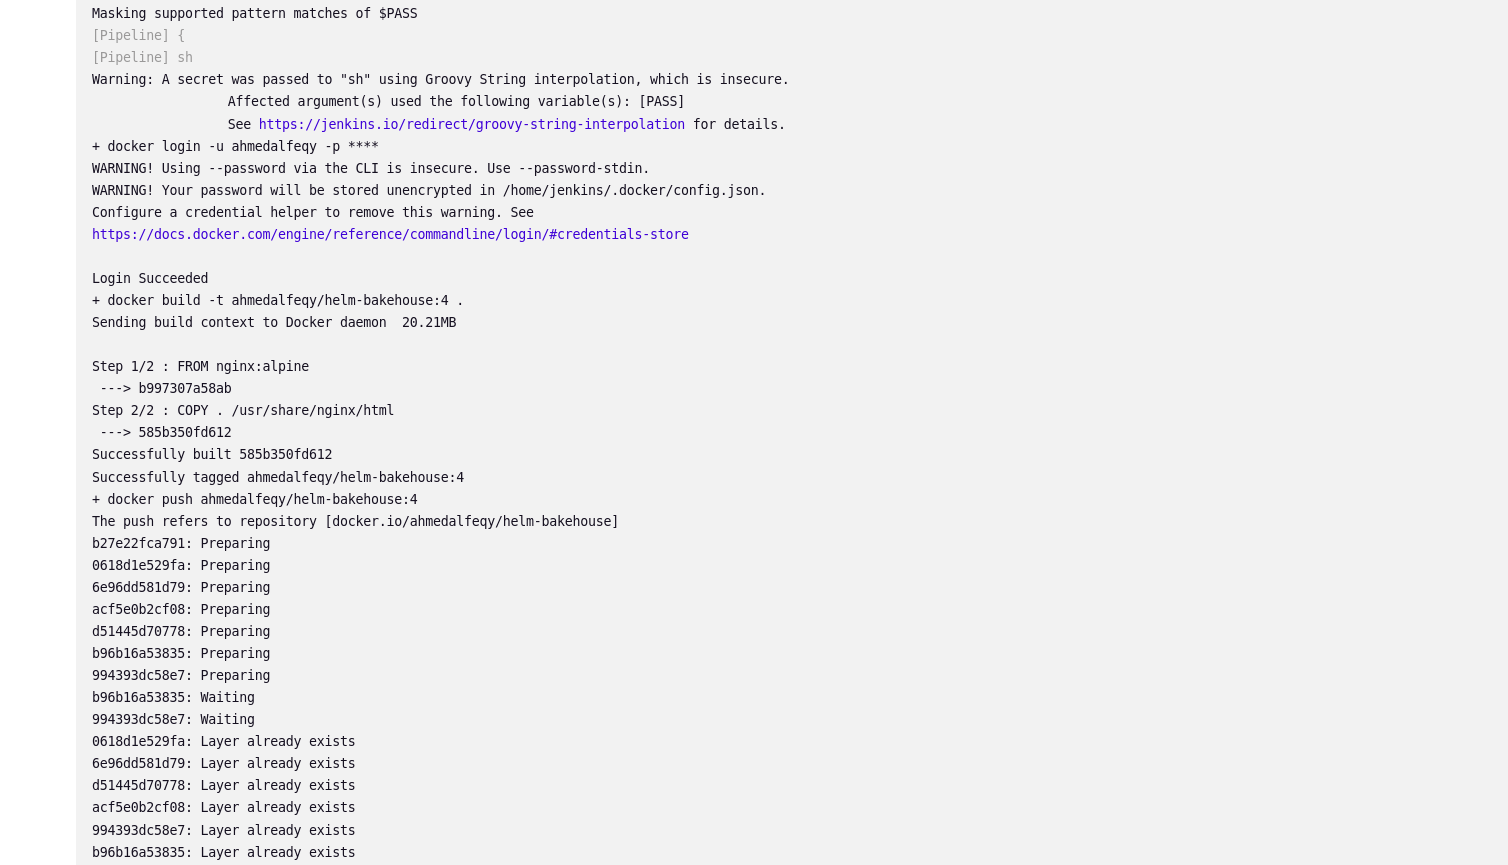 Masking supported pattern matches of $PASS
[Pipeline] {
[Pipeline] sh
Warning: A secret was passed to "sh" using Groovy String interpolation, which is insecure.
Affected argument(s) used the following variable(s): [PASS]
See https://jenkins.io/redirect/groovy-string-interpolation for details.
+ docker login -u ahmedalfeqy -p ****
WARNING! Using --password via the CLI is insecure. Use --password-stdin.
WARNING! Your password will be stored unencrypted in /home/jenkins/.docker/config.json.
Configure a credential helper to remove this warning. See
https://docs.docker.com/engine/reference/commandline/login/#credentials-store
Login Succeeded
+ docker build -t ahmedalfeqy/helm-bakehouse:4 .
Sending build context to Docker daemon  20.21MB
Step 1/2 : FROM nginx:alpine
---> b997307a58ab
Step 2/2 : COPY . /usr/share/nginx/html
---> 585b350fd612
Successfully built 585b350fd612
Successfully tagged ahmedalfeqy/helm-bakehouse:4
+ docker push ahmedalfeqy/helm-bakehouse:4
The push refers to repository [docker.io/ahmedalfeqy/helm-bakehouse]
b27e22fca791: Preparing
0618d1e529fa: Preparing
6e96dd581d79: Preparing
acf5e0b2cf08: Preparing
d51445d70778: Preparing
b96b16a53835: Preparing
994393dc58e7: Preparing
b96b16a53835: Waiting
994393dc58e7: Waiting
0618d1e529fa: Layer already exists
6e96dd581d79: Layer already exists
d51445d70778: Layer already exists
acf5e0b2cf08: Layer already exists
994393dc58e7: Layer already exists
b96b16a53835: Layer already exists